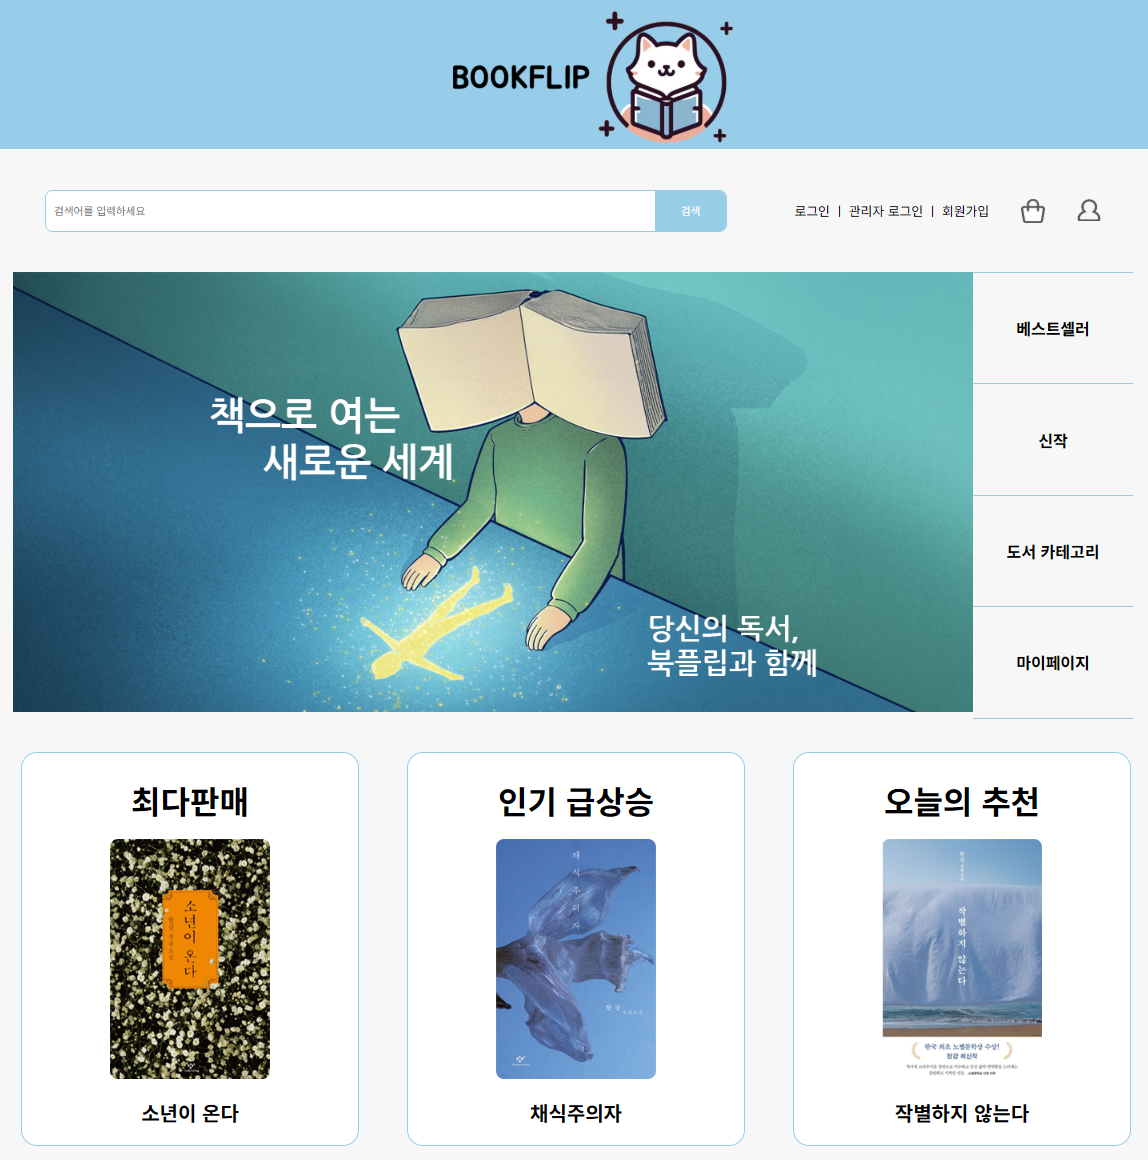 BOOKFLIP
검색어를 입력하세요
검색
로그인 | 관리자 로그인 | 회원가입
책으로 여는
새로운 세계
당신의 독서,
북플립과 함께
베스트셀러
신작
도서 카테고리
마이페이지
최다판매
소년이 온다
한강 장편소설
소년이 온다
인기 급상승
채식주의자
한강
채식주의자
오늘의 추천
한강 장편소설
작별하지 않는다
한국 최초 노벨문학상 수상!
한강 최신작
작별하지 않는다